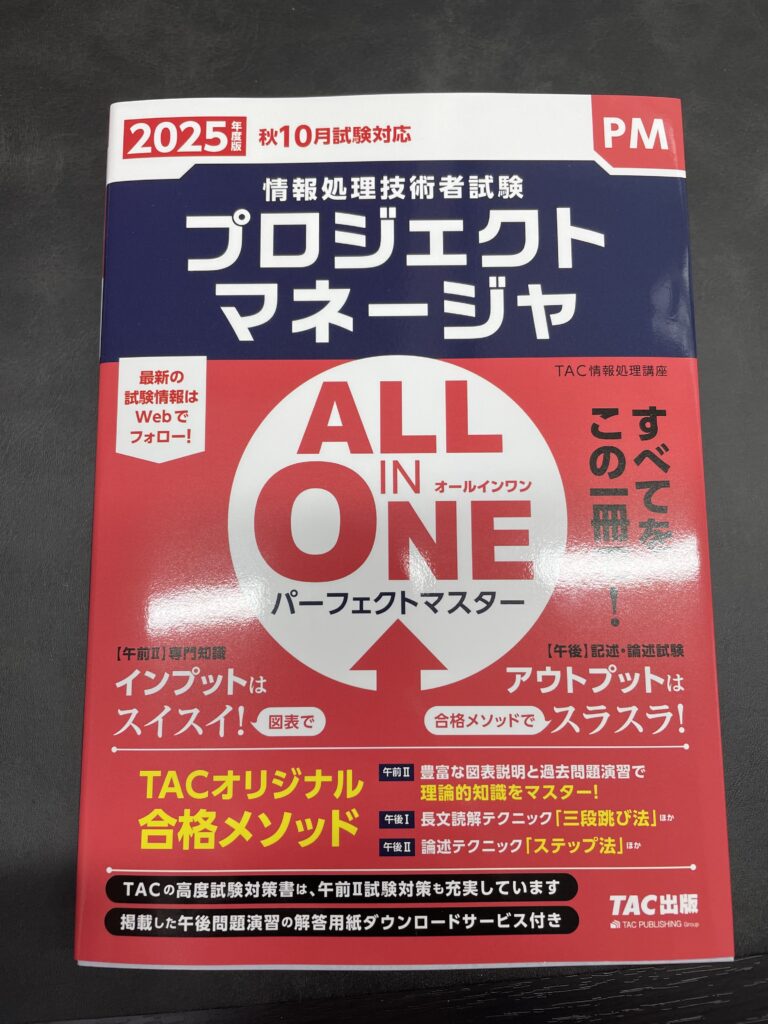 2025年度版
秋10月試験対応
PM
情報処理技術者試験
プロジェクト
マネージャ
TAC情報処理講座
最新の
試験情報は
Webで
フォロー!
ALL
IN
オールインワン
ONE
パーフェクトマスター
すべてを
この一冊 !
【午前Ⅱ】専門知識
インプットは
スイスイ!
図表で
【午後】記述・論述試験
アウトプットは
合格メソッドで
スラスラ!
TACオリジナル
合格メソッド
午前Ⅱ 豊富な図表説明と過去問題演習で
理論的知識をマスター!
午後Ⅰ 長文読解テクニック「三段跳び法」ほか
午後Ⅱ 論述テクニック「ステップ法」ほか
TACの高度試験対策書は、午前Ⅱ試験対策も充実しています
掲載した午後問題演習の解答用紙ダウンロードサービス付き
TAC出版
TAC PUBLISHING Group